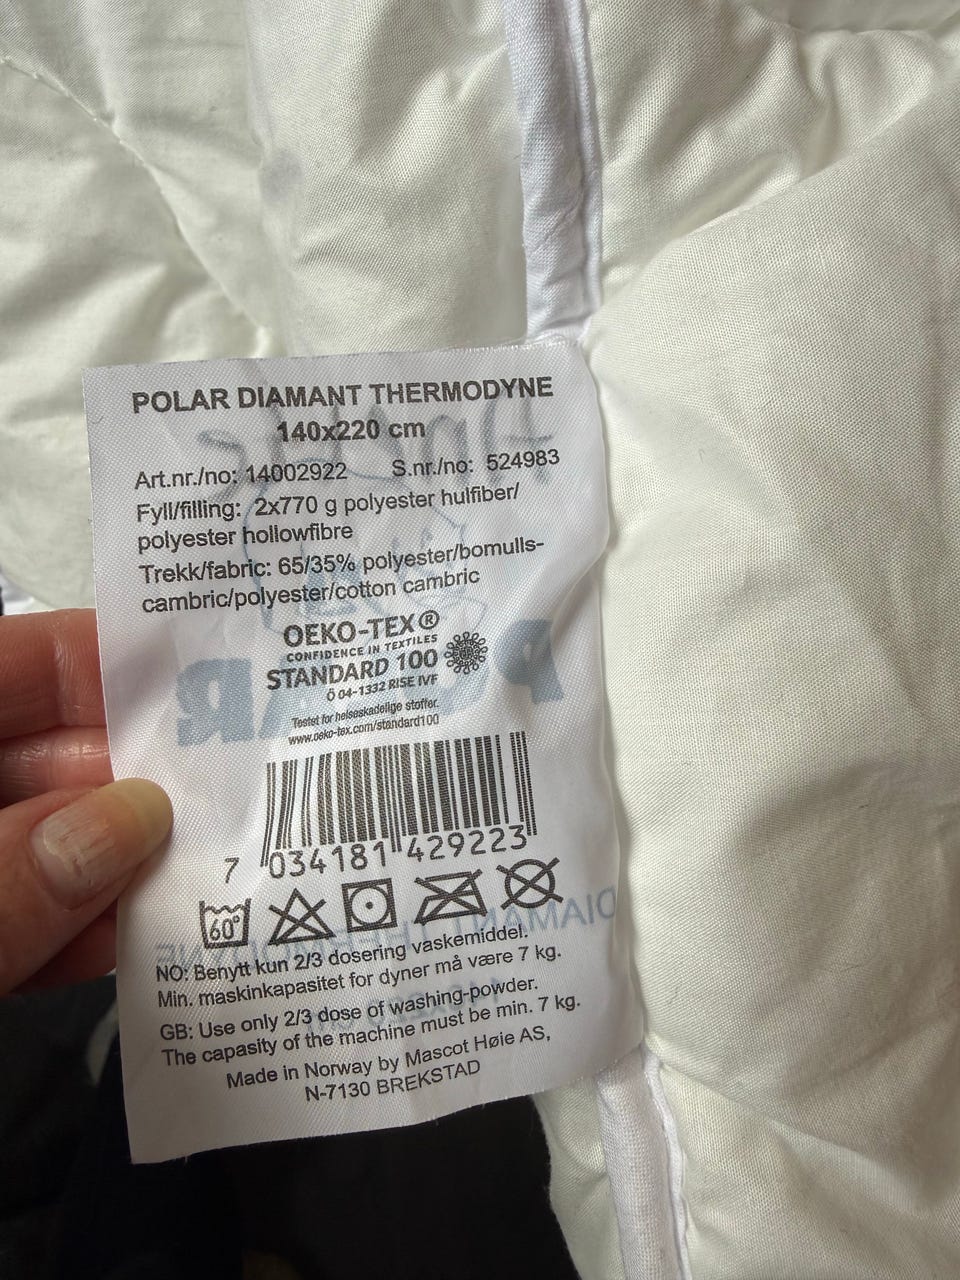 POLAR DIAMANT THERMODYNE
140x220 cm
Art.nr./no: 14002922 S.nr./no: 524983
Fyll/filling: 2x770 g polyester hulfiber/
polyester hollowfibre
Trekk/fabric: 65/35% polyester/bomulls-
cambric/polyester/cotton cambric
OEKO-TEX®
CONFIDENCE IN TEXTILES
STANDARD 100
Ö 04-1332 RISE IVF
Testet for helseskadelige stoffer.
www.oeko-tex.com/standard100
7 034181 429223
60°
NO: Benytt kun 2/3 dosering vaskemiddel.
Min. maskinkapasitet for dyner må være 7 kg.
GB: Use only 2/3 dose of washing-powder.
The capasity of the machine must be min. 7 kg.
Made in Norway by Mascot Høie AS,
N-7130 BREKSTAD
POLAR
DIAMANT THERMODYNE